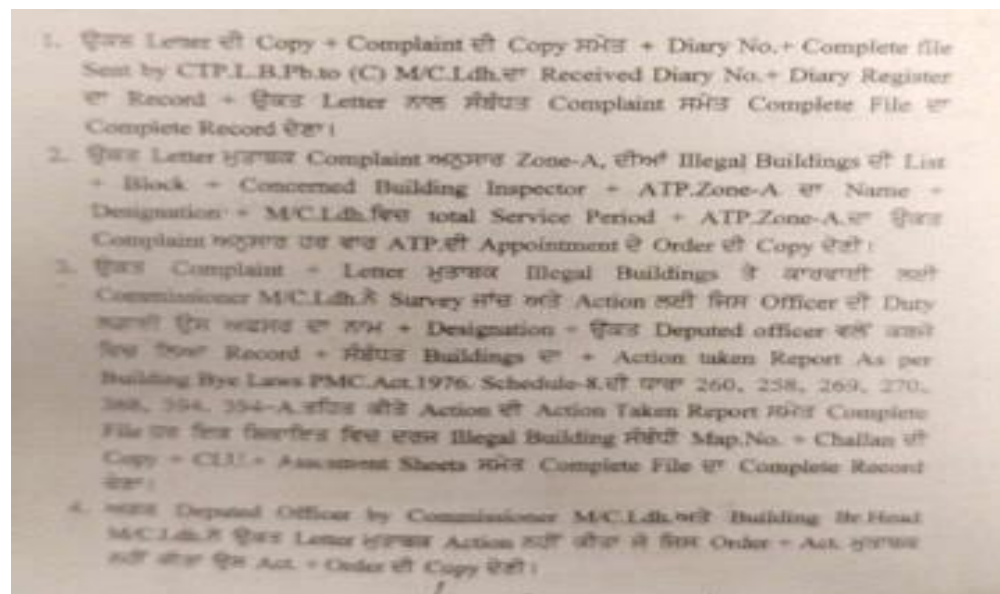 1. ਉਕਤ Letter ਦੀ Copy + Complaint ਦੀ Copy ਸਮੇਤ + Diary No.+ Complete file
Sent by CTP.L.B.Pb.to (C) M/C.Ldh.ਦਾ Received Diary No.+ Diary Register
ਦਾ Record + ਉਕਤ Letter ਨਾਲ ਸੰਬੰਧਤ Complaint ਸਮੇਤ Complete File ਦਾ
Complete Record ਦੇਣਾ।
2. ਉਕਤ Letter ਮੁਤਾਬਕ Complaint ਅਨੁਸਾਰ Zone-A, ਦੀਆਂ Illegal Buildings ਦੀ List
+ Block + Concerned Building Inspector + ATP.Zone-A ਦਾ Name +
Designation + M/C.Ldh.ਵਿਚ total Service Period + ATP.Zone-A.ਦਾ ਉਕਤ
Complaint ਅਨੁਸਾਰ ਹਰ ਵਾਰ ATP.ਦੀ Appointment ਦੇ Order ਦੀ Copy ਦੇਣੀ।
3. ਉਕਤ Complaint + Letter ਮੁਤਾਬਕ Illegal Buildings ਤੇ ਕਾਰਵਾਈ ਲਈ
Commissioner M/C.Ldh.ਨੇ Survey ਜਾਂਚ ਅਤੇ Action ਲਈ ਜਿਸ Officer ਦੀ Duty
ਲਗਾਈ ਉਸ ਅਫਸਰ ਦਾ ਨਾਮ + Designation + ਉਕਤ Deputed officer ਵਲੋਂ ਕਬਜੇ
ਵਿਚ ਲਿਆ Record + ਸੰਬੰਧਤ Buildings ਦਾ + Action taken Report As per
Building Bye Laws PMC.Act.1976. Schedule-8.ਦੀ ਧਾਰਾ 260, 258, 269, 270,
368, 394, 394-A.ਤਹਿਤ ਕੀਤੇ Action ਦੀ Action Taken Report ਸਮੇਤ Complete
File ਹਰ ਇਕ ਸ਼ਿਕਾਇਤ ਵਿਚ ਦਰਜ Illegal Building ਸੰਬੰਧੀ Map.No. + Challan ਦੀ
Copy + CLU.+ Assesment Sheets ਸਮੇਤ Complete File ਦਾ Complete Record
ਦੇਣਾ।
4. ਅਗਰ Deputed Officer by Commissioner M/C.Ldh.ਅਤੇ Building Br.Head
M/C.Ldh.ਨੇ ਉਕਤ Letter ਮੁਤਾਬਕ Action ਨਹੀਂ ਕੀਤਾ ਜੇ ਜਿਸ Order + Act. ਮੁਤਾਬਕ
ਨਹੀਂ ਕੀਤਾ ਉਸ Act. + Order ਦੀ Copy ਦੇਣੀ।